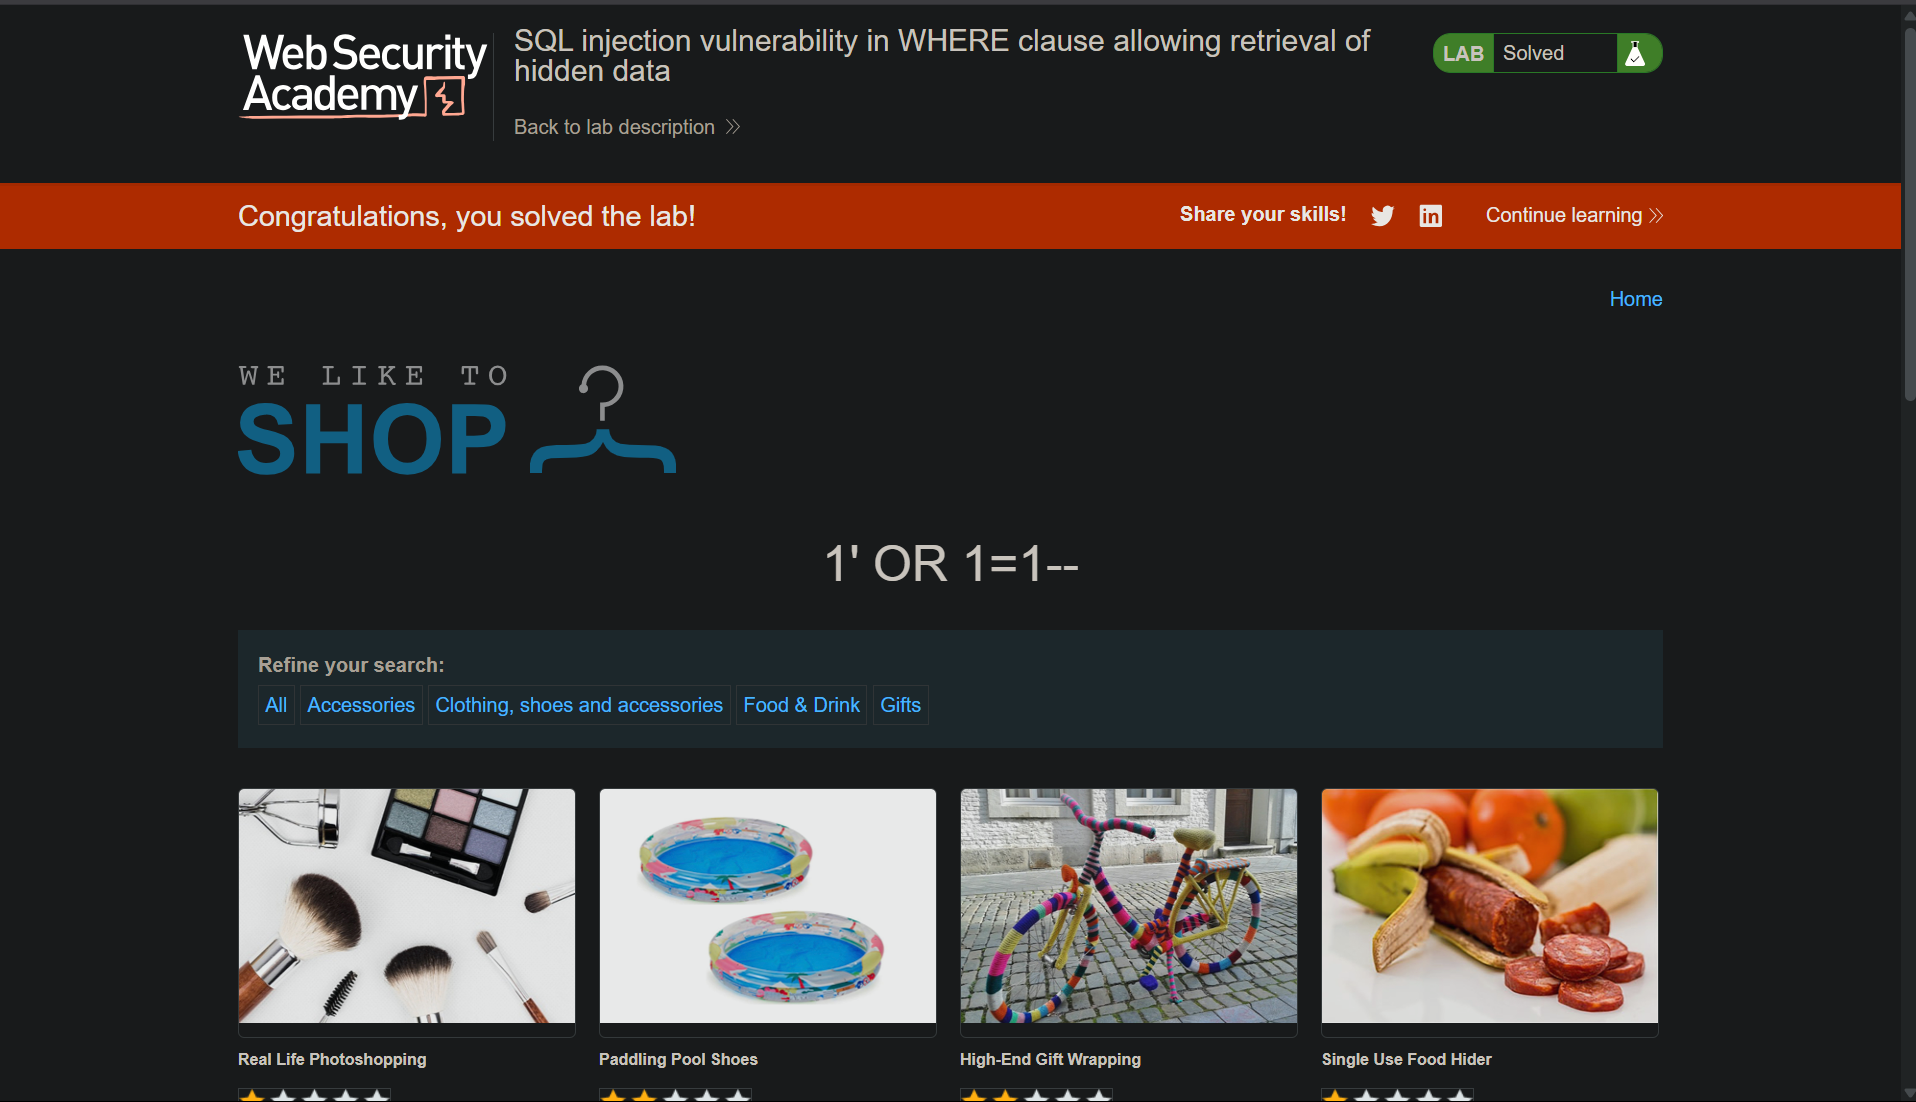 Web Security
Academy
SQL injection vulnerability in WHERE clause allowing retrieval of
hidden data
LAB Solved
Back to lab description
Congratulations, you solved the lab!
Share your skills!
Continue learning
Home
WE LIKE TO
SHOP
1' OR 1=1--
Refine your search:
All Accessories Clothing, shoes and accessories Food & Drink Gifts
Real Life Photoshopping
Paddling Pool Shoes
High-End Gift Wrapping
Single Use Food Hider